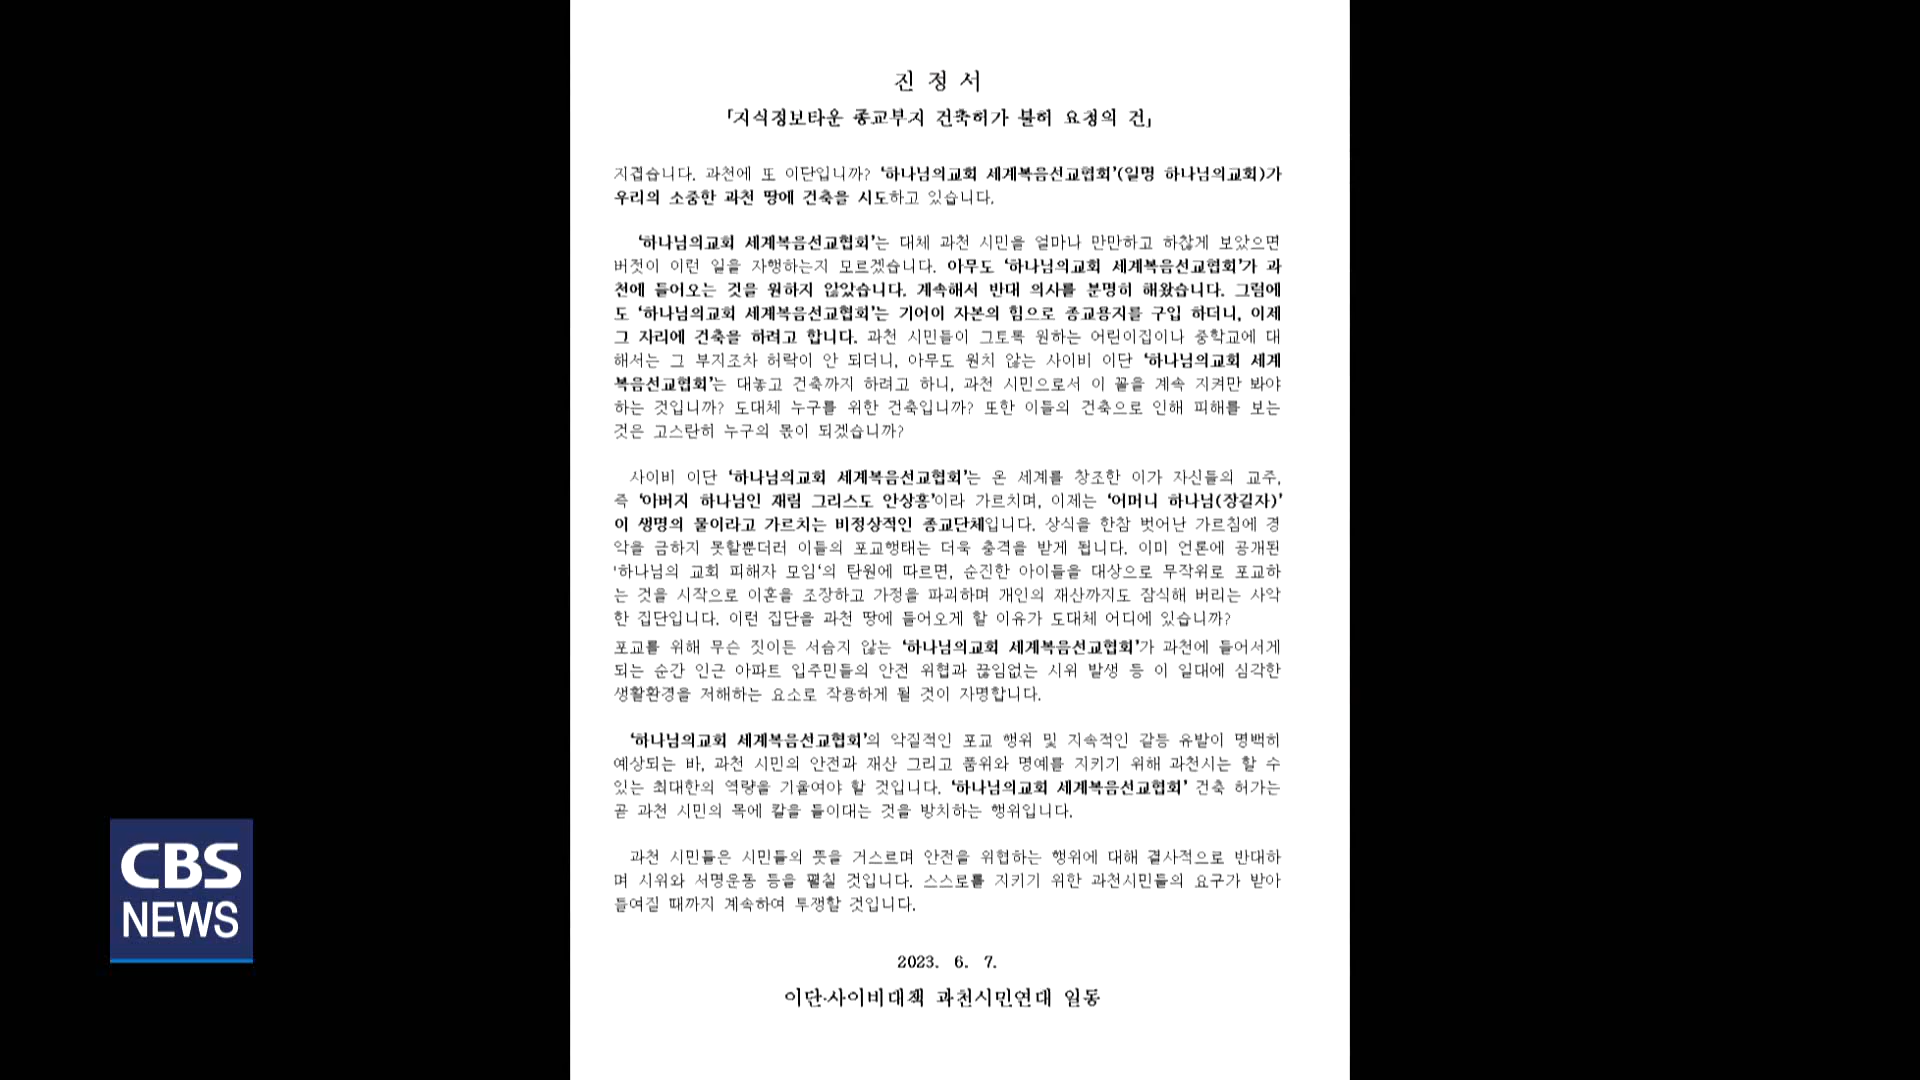 진 정 서
「지식정보타운 종교부지 건축허가 불허 요청의 건」
지겹습니다. 과천에 또 이단입니까? ‘하나님의교회 세계복음선교협회’(일명 하나님의교회)가
우리의 소중한 과천 땅에 건축을 시도하고 있습니다.
‘하나님의교회 세계복음선교협회’는 대체 과천 시민을 얼마나 만만하고 하찮게 보았으면
버젓이 이런 일을 자행하는지 모르겠습니다. 아무도 ‘하나님의교회 세계복음선교협회’가 과
천에 들어오는 것을 원하지 않았습니다. 계속해서 반대 의사를 분명히 해왔습니다. 그럼에
도 ‘하나님의교회 세계복음선교협회’는 기어이 자본의 힘으로 종교용지를 구입 하더니, 이제
그 자리에 건축을 하려고 합니다. 과천 시민들이 그토록 원하는 어린이집이나 중학교에 대
해서는 그 부지조차 허락이 안 되더니, 아무도 원치 않는 사이비 이단 ‘하나님의교회 세계
복음선교협회’는 대놓고 건축까지 하려고 하니, 과천 시민으로서 이 꼴을 계속 지켜만 봐야
하는 것입니까? 도대체 누구를 위한 건축입니까? 또한 이들의 건축으로 인해 피해를 보는
것은 고스란히 누구의 몫이 되겠습니까?
사이비 이단 ‘하나님의교회 세계복음선교협회’는 온 세계를 창조한 이가 자신들의 교주,
즉 ‘아버지 하나님인 재림 그리스도 안상홍’이라 가르치며, 이제는 ‘어머니 하나님(장길자)’
이 생명의 물이라고 가르치는 비정상적인 종교단체입니다. 상식을 한참 벗어난 가르침에 경
악을 금하지 못할뿐더러 이들의 포교행태는 더욱 충격을 받게 됩니다. 이미 언론에 공개된
'하나님의 교회 피해자 모임'의 탄원에 따르면, 순진한 아이들을 대상으로 무작위로 포교하
는 것을 시작으로 이혼을 조장하고 가정을 파괴하며 개인의 재산까지도 잠식해 버리는 사악
한 집단입니다. 이런 집단을 과천 땅에 들어오게 할 이유가 도대체 어디에 있습니까?
포교를 위해 무슨 짓이든 서슴지 않는 ‘하나님의교회 세계복음선교협회’가 과천에 들어서게
되는 순간 인근 아파트 입주민들의 안전 위협과 끊임없는 시위 발생 등 이 일대에 심각한
생활환경을 저해하는 요소로 작용하게 될 것이 자명합니다.
‘하나님의교회 세계복음선교협회’의 악질적인 포교 행위 및 지속적인 갈등 유발이 명백히
예상되는 바, 과천 시민의 안전과 재산 그리고 품위와 명예를 지키기 위해 과천시는 할 수
있는 최대한의 역량을 기울여야 할 것입니다. ‘하나님의교회 세계복음선교협회’ 건축 허가는
곧 과천 시민의 목에 칼을 들이대는 것을 방치하는 행위입니다.
과천 시민들은 시민들의 뜻을 거스르며 안전을 위협하는 행위에 대해 결사적으로 반대하
며 시위와 서명운동 등을 펼칠 것입니다. 스스로를 지키기 위한 과천시민들의 요구가 받아
들여질 때까지 계속하여 투쟁할 것입니다.
2023. 6. 7.
이단·사이비대책 과천시민연대 일동
CBS
NEWS